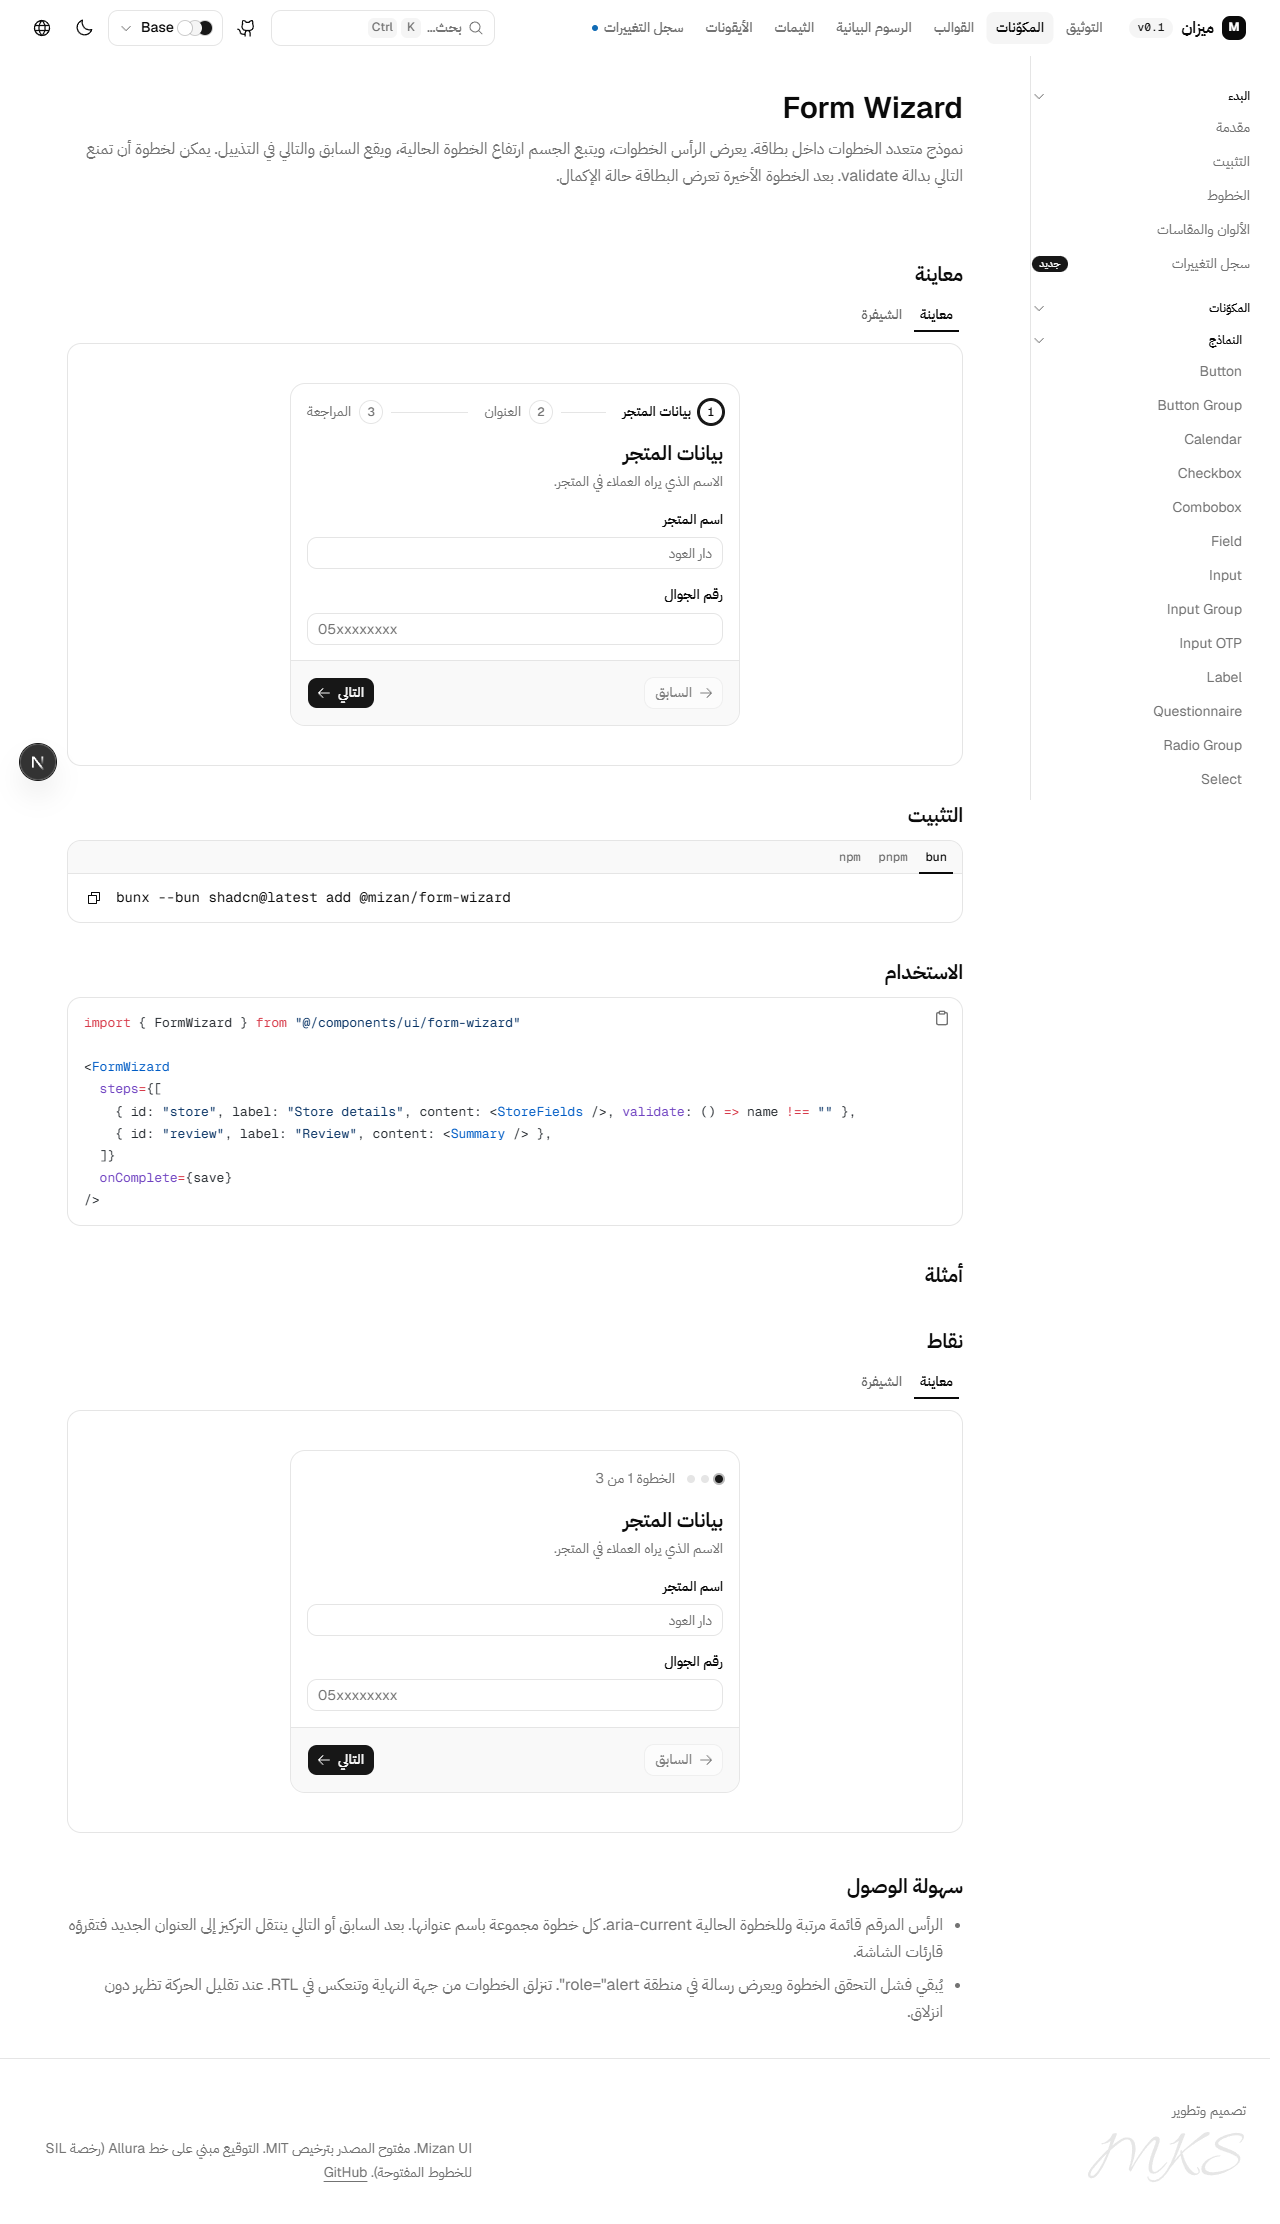 M ميزان v0.1
التوثيق
المكوّنات
القوالب
الرسوم البيانية
الثيمات
الأيقونات
سجل التغييرات
بحث... K Ctrl
Base
البدء
مقدمة
التثبيت
الخطوط
الألوان والمقاسات
سجل التغييرات جديد
المكوّنات
النماذج
Button
Button Group
Calendar
Checkbox
Combobox
Field
Input
Input Group
Input OTP
Label
Questionnaire
Radio Group
Select
Form Wizard
نموذج متعدد الخطوات داخل بطاقة. يعرض الرأس الخطوات، ويتبع الجسم ارتفاع الخطوة الحالية، ويقع السابق والتالي في التذييل. يمكن لخطوة أن تمنع
التالي بدالة validate. بعد الخطوة الأخيرة تعرض البطاقة حالة الإكمال.
معاينة
معاينة الشيفرة
1 بيانات المتجر 2 العنوان 3 المراجعة
بيانات المتجر
الاسم الذي يراه العملاء في المتجر.
اسم المتجر
دار العود
رقم الجوال
05xxxxxxxx
السابق التالي
التثبيت
bun pnpm npm
bunx --bun shadcn@latest add @mizan/form-wizard
الاستخدام
import { FormWizard } from "@/components/ui/form-wizard"
<FormWizard
steps={[
{ id: "store", label: "Store details", content: <StoreFields />, validate: () => name !== "" },
{ id: "review", label: "Review", content: <Summary /> },
]}
onComplete={save}
/>
أمثلة
نقاط
معاينة الشيفرة
الخطوة 1 من 3
بيانات المتجر
الاسم الذي يراه العملاء في المتجر.
اسم المتجر
دار العود
رقم الجوال
05xxxxxxxx
السابق التالي
سهولة الوصول
• الرأس المرقم قائمة مرتبة وللخطوة الحالية aria-current. كل خطوة مجموعة باسم عنوانها. بعد السابق أو التالي ينتقل التركيز إلى العنوان الجديد فتقرؤه
قارئات الشاشة.
• يُبقي فشل التحقق الخطوة ويعرض رسالة في منطقة role="alert". تنزلق الخطوات من جهة النهاية وتنعكس في RTL. عند تقليل الحركة تظهر دون
انزلاق.
تصميم وتطوير
MKS
Mizan UI. مفتوح المصدر بترخيص MIT. التوقيع مبني على خط Allura (رخصة SIL
للخطوط المفتوحة). GitHub
N